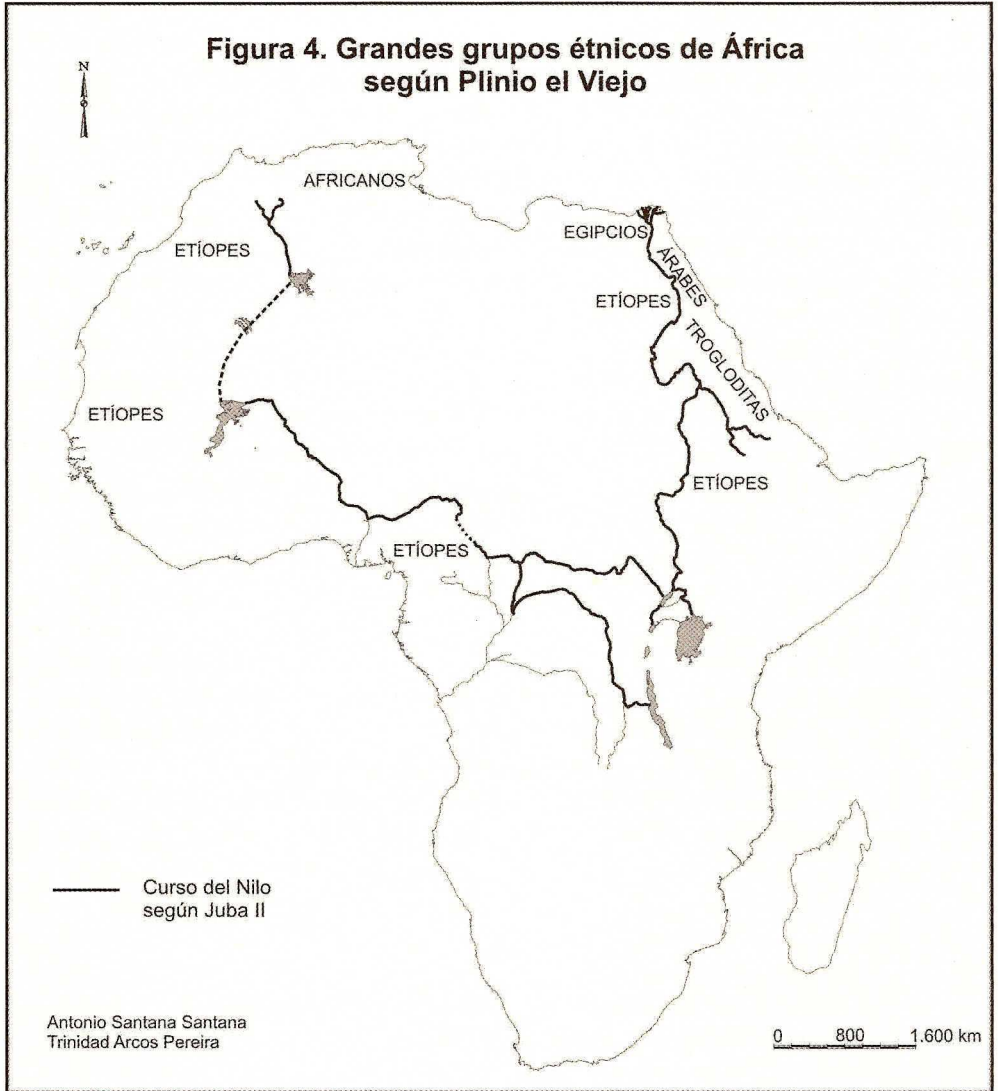 Figura 4. Grandes grupos étnicos de África
según Plinio el Viejo
N
AFRICANOS
ETÍOPES
EGIPCIOS
ÁRABES
ETÍOPES
TROGLODITAS
ETÍOPES
ETÍOPES
ETÍOPES
Curso del Nilo
según Juba II
Antonio Santana Santana
Trinidad Arcos Pereira
0 800 1.600 km